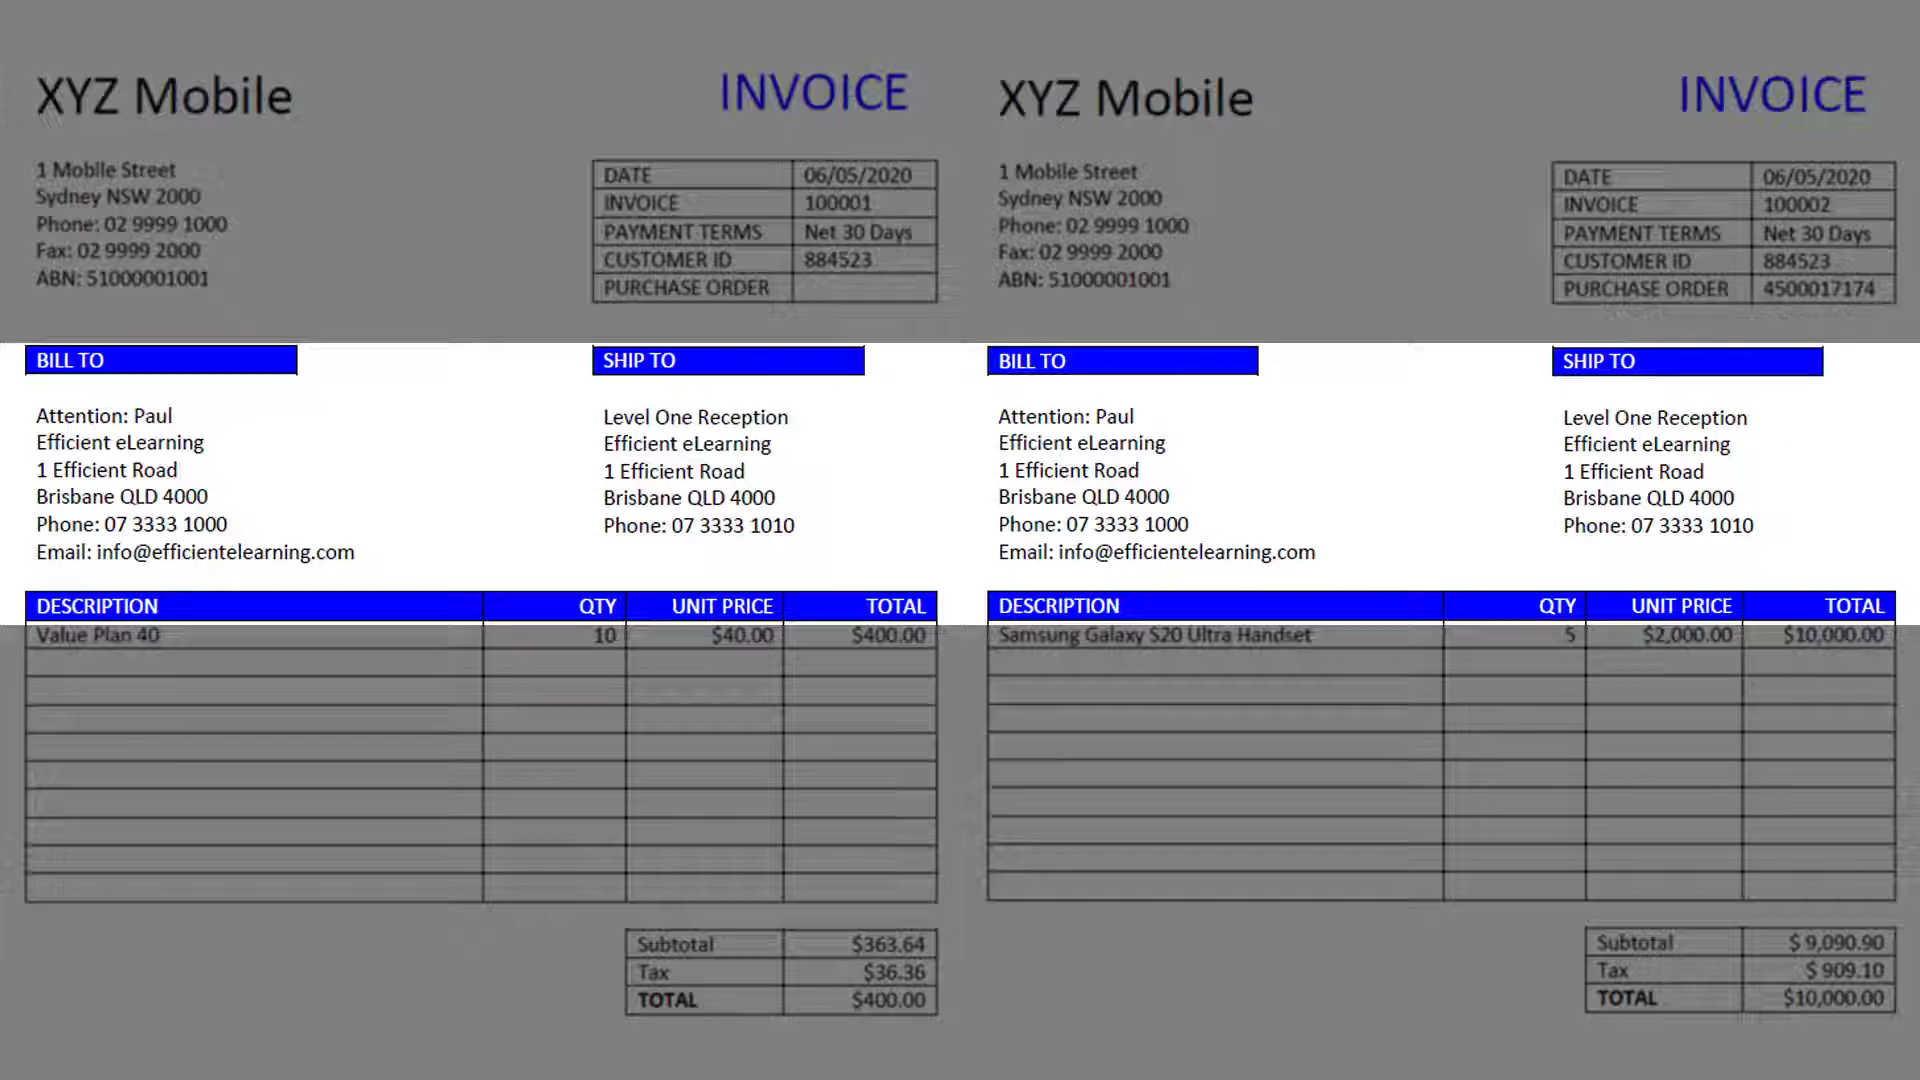 XYZ Mobile
INVOICE
1 Mobile Street
Sydney NSW 2000
Phone: 02 9999 1000
Fax: 02 9999 2000
ABN: 51000001001
DATE 06/05/2020
INVOICE 100001
PAYMENT TERMS Net 30 Days
CUSTOMER ID 884523
PURCHASE ORDER
BILL TO
Attention: Paul
Efficient eLearning
1 Efficient Road
Brisbane QLD 4000
Phone: 07 3333 1000
Email: info@efficientelearning.com
SHIP TO
Level One Reception
Efficient eLearning
1 Efficient Road
Brisbane QLD 4000
Phone: 07 3333 1010
DESCRIPTION QTY UNIT PRICE TOTAL
Value Plan 40 10 $40.00 $400.00
Subtotal $363.64
Tax $36.36
TOTAL $400.00
XYZ Mobile
INVOICE
1 Mobile Street
Sydney NSW 2000
Phone: 02 9999 1000
Fax: 02 9999 2000
ABN: 51000001001
DATE 06/05/2020
INVOICE 100002
PAYMENT TERMS Net 30 Days
CUSTOMER ID 884523
PURCHASE ORDER 4500017174
BILL TO
Attention: Paul
Efficient eLearning
1 Efficient Road
Brisbane QLD 4000
Phone: 07 3333 1000
Email: info@efficientelearning.com
SHIP TO
Level One Reception
Efficient eLearning
1 Efficient Road
Brisbane QLD 4000
Phone: 07 3333 1010
DESCRIPTION QTY UNIT PRICE TOTAL
Samsung Galaxy S20 Ultra Handset 5 $2,000.00 $10,000.00
Subtotal $ 9,090.90
Tax $ 909.10
TOTAL $10,000.00